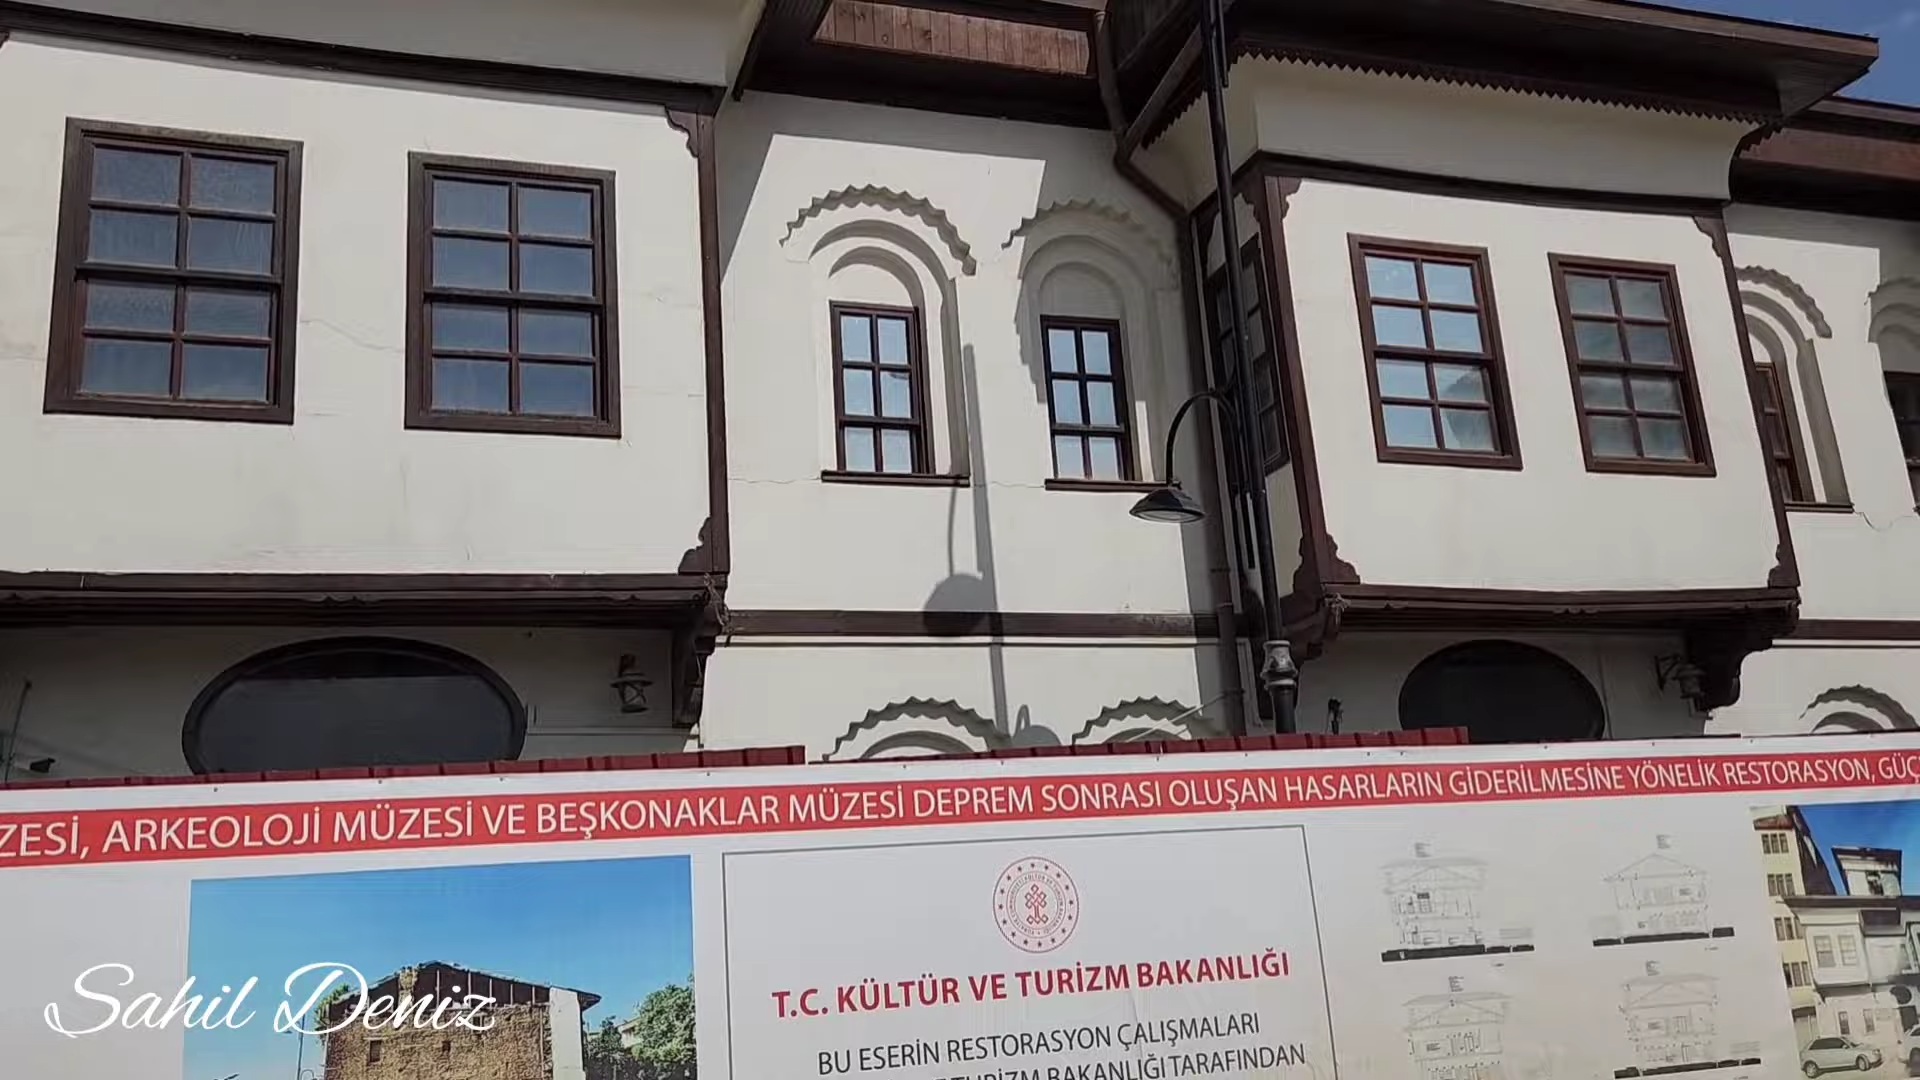 ZESİ, ARKEOLOJİ MÜZESİ VE BEŞKONAKLAR MÜZESİ DEPREM SONRASI OLUŞAN HASARLARIN GİDERİLMESİNE YÖNELİK RESTORASYON, GÜÇ
T.C. KÜLTÜR VE TURİZM BAKANLIĞI
BU ESERİN RESTORASYON ÇALIŞMALARI
TURİZM BAKANLIĞI TARAFINDAN
Sahil Deniz